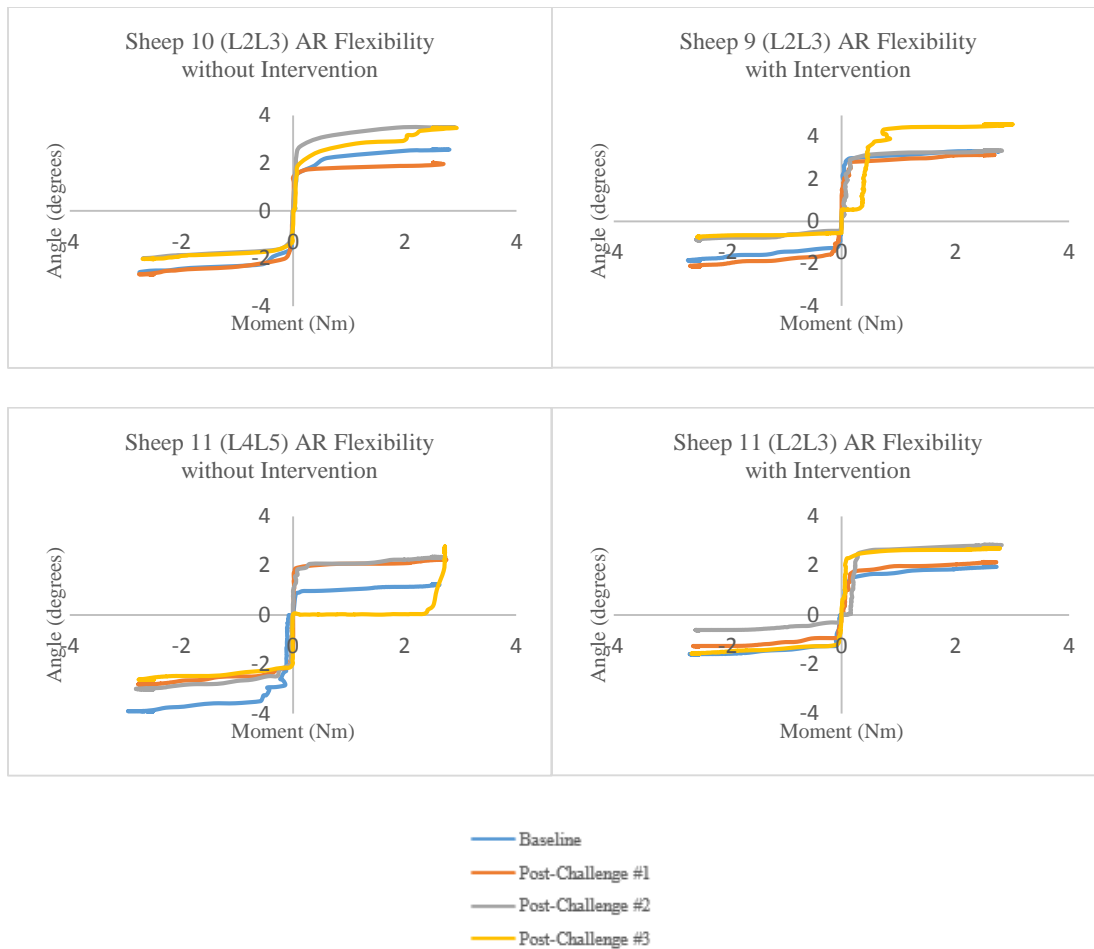 Sheep 10 (L2L3) AR Flexibility
without Intervention
4
2
0
-4
-2
0
2
4
-2
-4
Angle (degrees)
Moment (Nm)
Sheep 9 (L2L3) AR Flexibility
with Intervention
4
2
0
-4
-2
0
2
4
-2
-4
Angle (degrees)
Moment (Nm)
Sheep 11 (L4L5) AR Flexibility
without Intervention
4
2
0
-4
-2
0
2
4
-2
-4
Angle (degrees)
Moment (Nm)
Sheep 11 (L2L3) AR Flexibility
with Intervention
4
2
0
-4
-2
0
2
4
-2
-4
Angle (degrees)
Moment (Nm)
Baseline
Post-Challenge #1
Post-Challenge #2
Post-Challenge #3